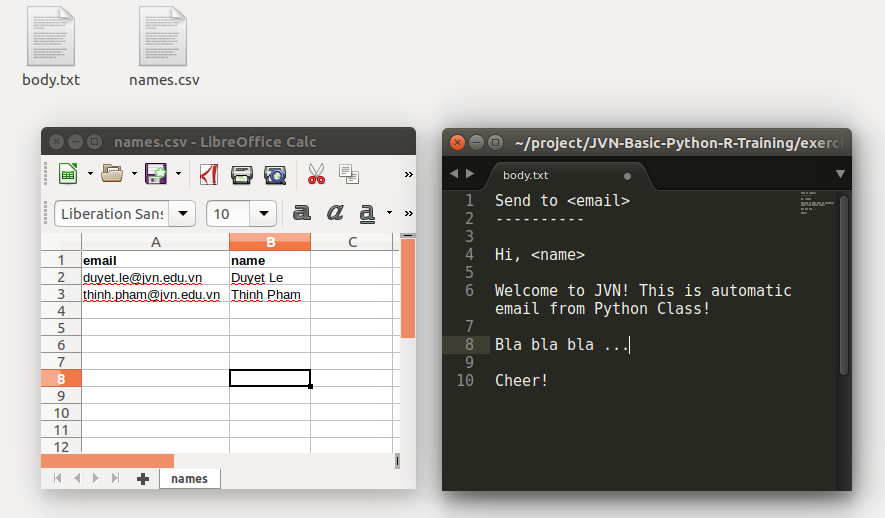 body.txt
names.csv
names.csv - LibreOffice Calc
Liberation Sans
10
a a a
A B C
1 email name
2 duyet.le@jvn.edu.vn Duyet Le
3 thinh.pham@jvn.edu.vn Thinh Pham
4
5
6
7
8
9
10
11
12
names
~/project/JVN-Basic-Python-R-Training/exerci
body.txt
1 Send to <email>
2 ----------
3
4 Hi, <name>
5
6 Welcome to JVN! This is automatic
email from Python Class!
7
8 Bla bla bla ...
9
10 Cheer!